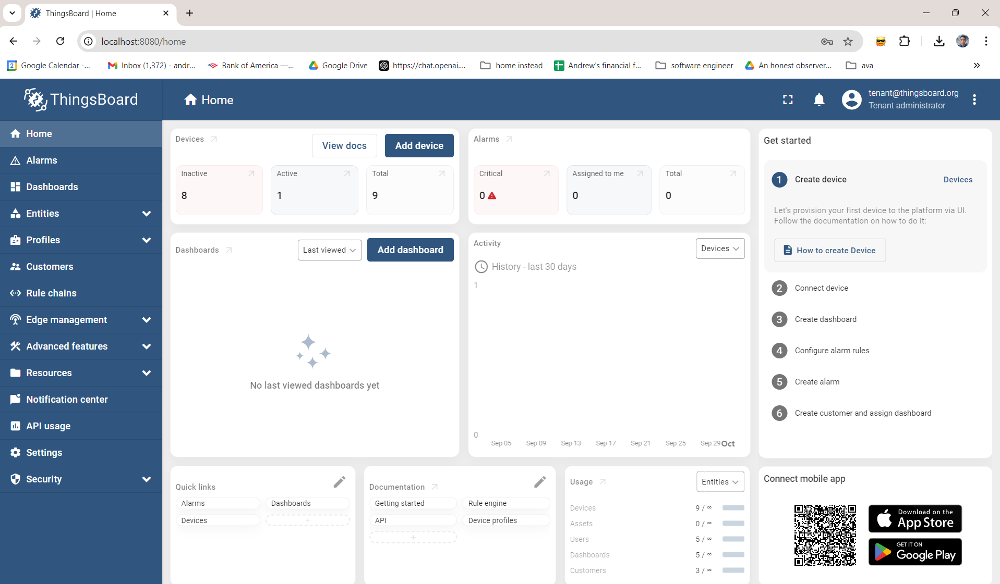 ThingsBoard | Home
localhost:8080/home
2
Google Calendar -...
Inbox (1,372) - andr...
Bank of America —...
Google Drive
https://chat.openai....
home instead
Andrew's financial f...
software engineer
An honest observer...
ava
ThingsBoard
Home
tenant@thingsboard.org
Tenant administrator
Home
Alarms
Dashboards
Entities
Profiles
Customers
Rule chains
Edge management
Advanced features
Resources
Notification center
API usage
Settings
Security
Devices
View docs
Add device
Inactive
8
Active
1
Total
9
Alarms
Critical
0
Assigned to me
0
Total
0
Dashboards
Last viewed
Add dashboard
No last viewed dashboards yet
Activity
Devices
History - last 30 days
1
0
Sep 05 Sep 09 Sep 13 Sep 17 Sep 21 Sep 25 Sep 29 Oct
Get started
1 Create device
Devices
Let's provision your first device to the platform via UI.
Follow the documentation on how to do it:
How to create Device
2 Connect device
3 Create dashboard
4 Configure alarm rules
5 Create alarm
6 Create customer and assign dashboard
Quick links
Alarms
Dashboards
Devices
+
Documentation
Getting started
Rule engine
API
Device profiles
+
Usage
Entities
Devices 9 / ∞
Assets 0 / ∞
Users 5 / ∞
Dashboards 5 / ∞
Customers 3 / ∞
Connect mobile app
Download on the
App Store
GET IT ON
Google Play